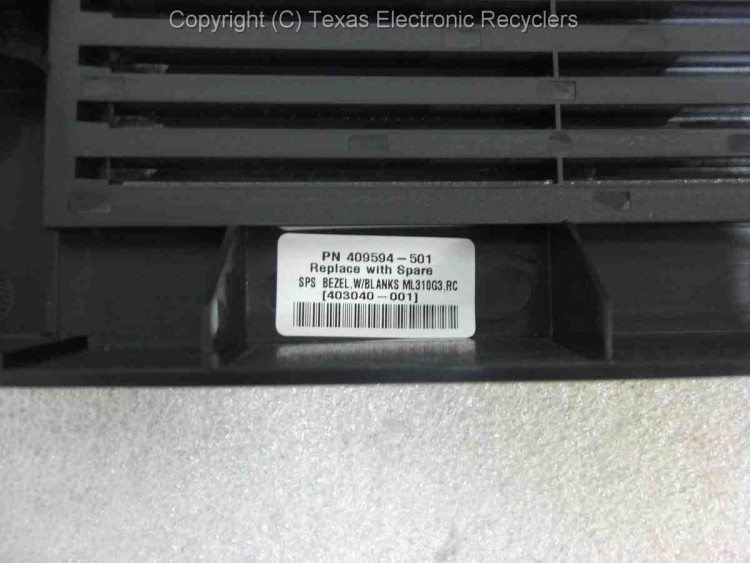 Copyright (C) Texas Electronic Recyclers
PN 409594-501
Replace with Spare
SPS BEZEL,W/BLANKS ML310G3,RC
[403040-001]